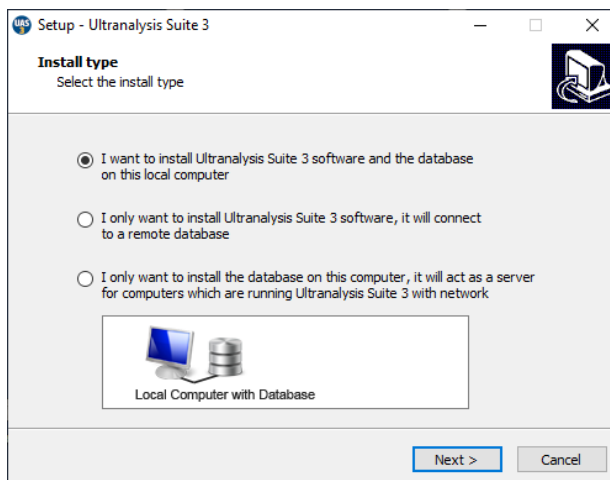 UAS
3
Setup - Ultranalysis Suite 3
Install type
Select the install type
I want to install Ultranalysis Suite 3 software and the database
on this local computer
I only want to install Ultranalysis Suite 3 software, it will connect
to a remote database
I only want to install the database on this computer, it will act as a server
for computers which are running Ultranalysis Suite 3 with network
Local Computer with Database
Next >
Cancel